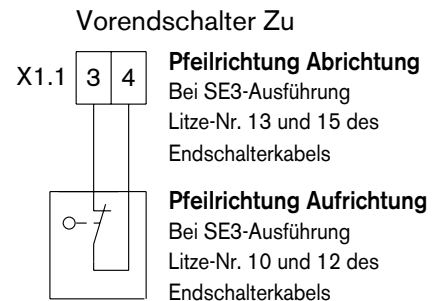 Vorendschalter Zu
X1.1 3 4
Pfeilrichtung Abrichtung
Bei SE3-Ausführung
Litze-Nr. 13 und 15 des
Endschalterkabels
Pfeilrichtung Aufrichtung
Bei SE3-Ausführung
Litze-Nr. 10 und 12 des
Endschalterkabels